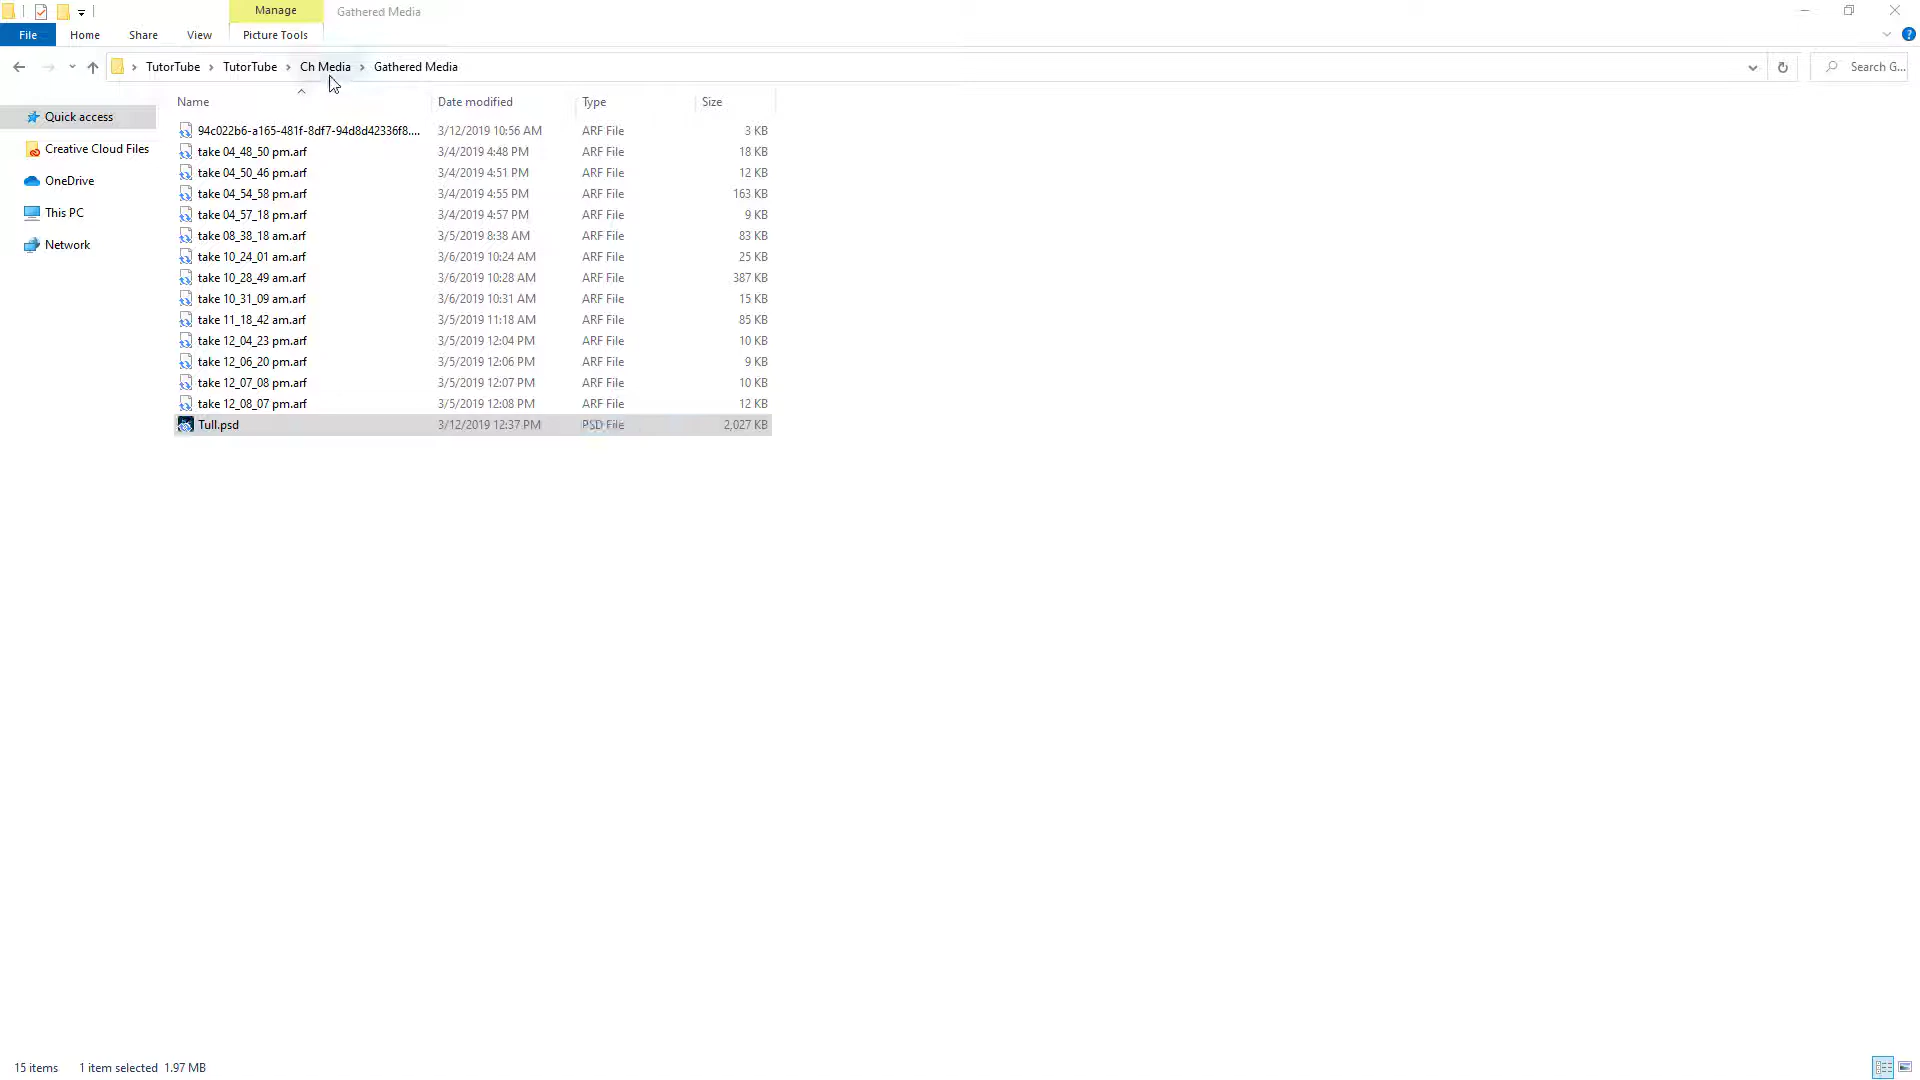 Manage Gathered Media
File Home Share View Picture Tools
TutorTube › TutorTube › Ch Media › Gathered Media Search G...
Name Date modified Type Size
Quick access
Creative Cloud Files
OneDrive
This PC
Network
94c022b6-a165-481f-8df7-94d8d42336f8.... 3/12/2019 10:56 AM ARF File 3 KB
take 04_48_50 pm.arf 3/4/2019 4:48 PM ARF File 18 KB
take 04_50_46 pm.arf 3/4/2019 4:51 PM ARF File 12 KB
take 04_54_58 pm.arf 3/4/2019 4:55 PM ARF File 163 KB
take 04_57_18 pm.arf 3/4/2019 4:57 PM ARF File 9 KB
take 08_38_18 am.arf 3/5/2019 8:38 AM ARF File 83 KB
take 10_24_01 am.arf 3/6/2019 10:24 AM ARF File 25 KB
take 10_28_49 am.arf 3/6/2019 10:28 AM ARF File 387 KB
take 10_31_09 am.arf 3/6/2019 10:31 AM ARF File 15 KB
take 11_18_42 am.arf 3/5/2019 11:18 AM ARF File 85 KB
take 12_04_23 pm.arf 3/5/2019 12:04 PM ARF File 10 KB
take 12_06_20 pm.arf 3/5/2019 12:06 PM ARF File 9 KB
take 12_07_08 pm.arf 3/5/2019 12:07 PM ARF File 10 KB
take 12_08_07 pm.arf 3/5/2019 12:08 PM ARF File 12 KB
Tull.psd 3/12/2019 12:37 PM PSD File 2,027 KB
15 items 1 item selected 1.97 MB